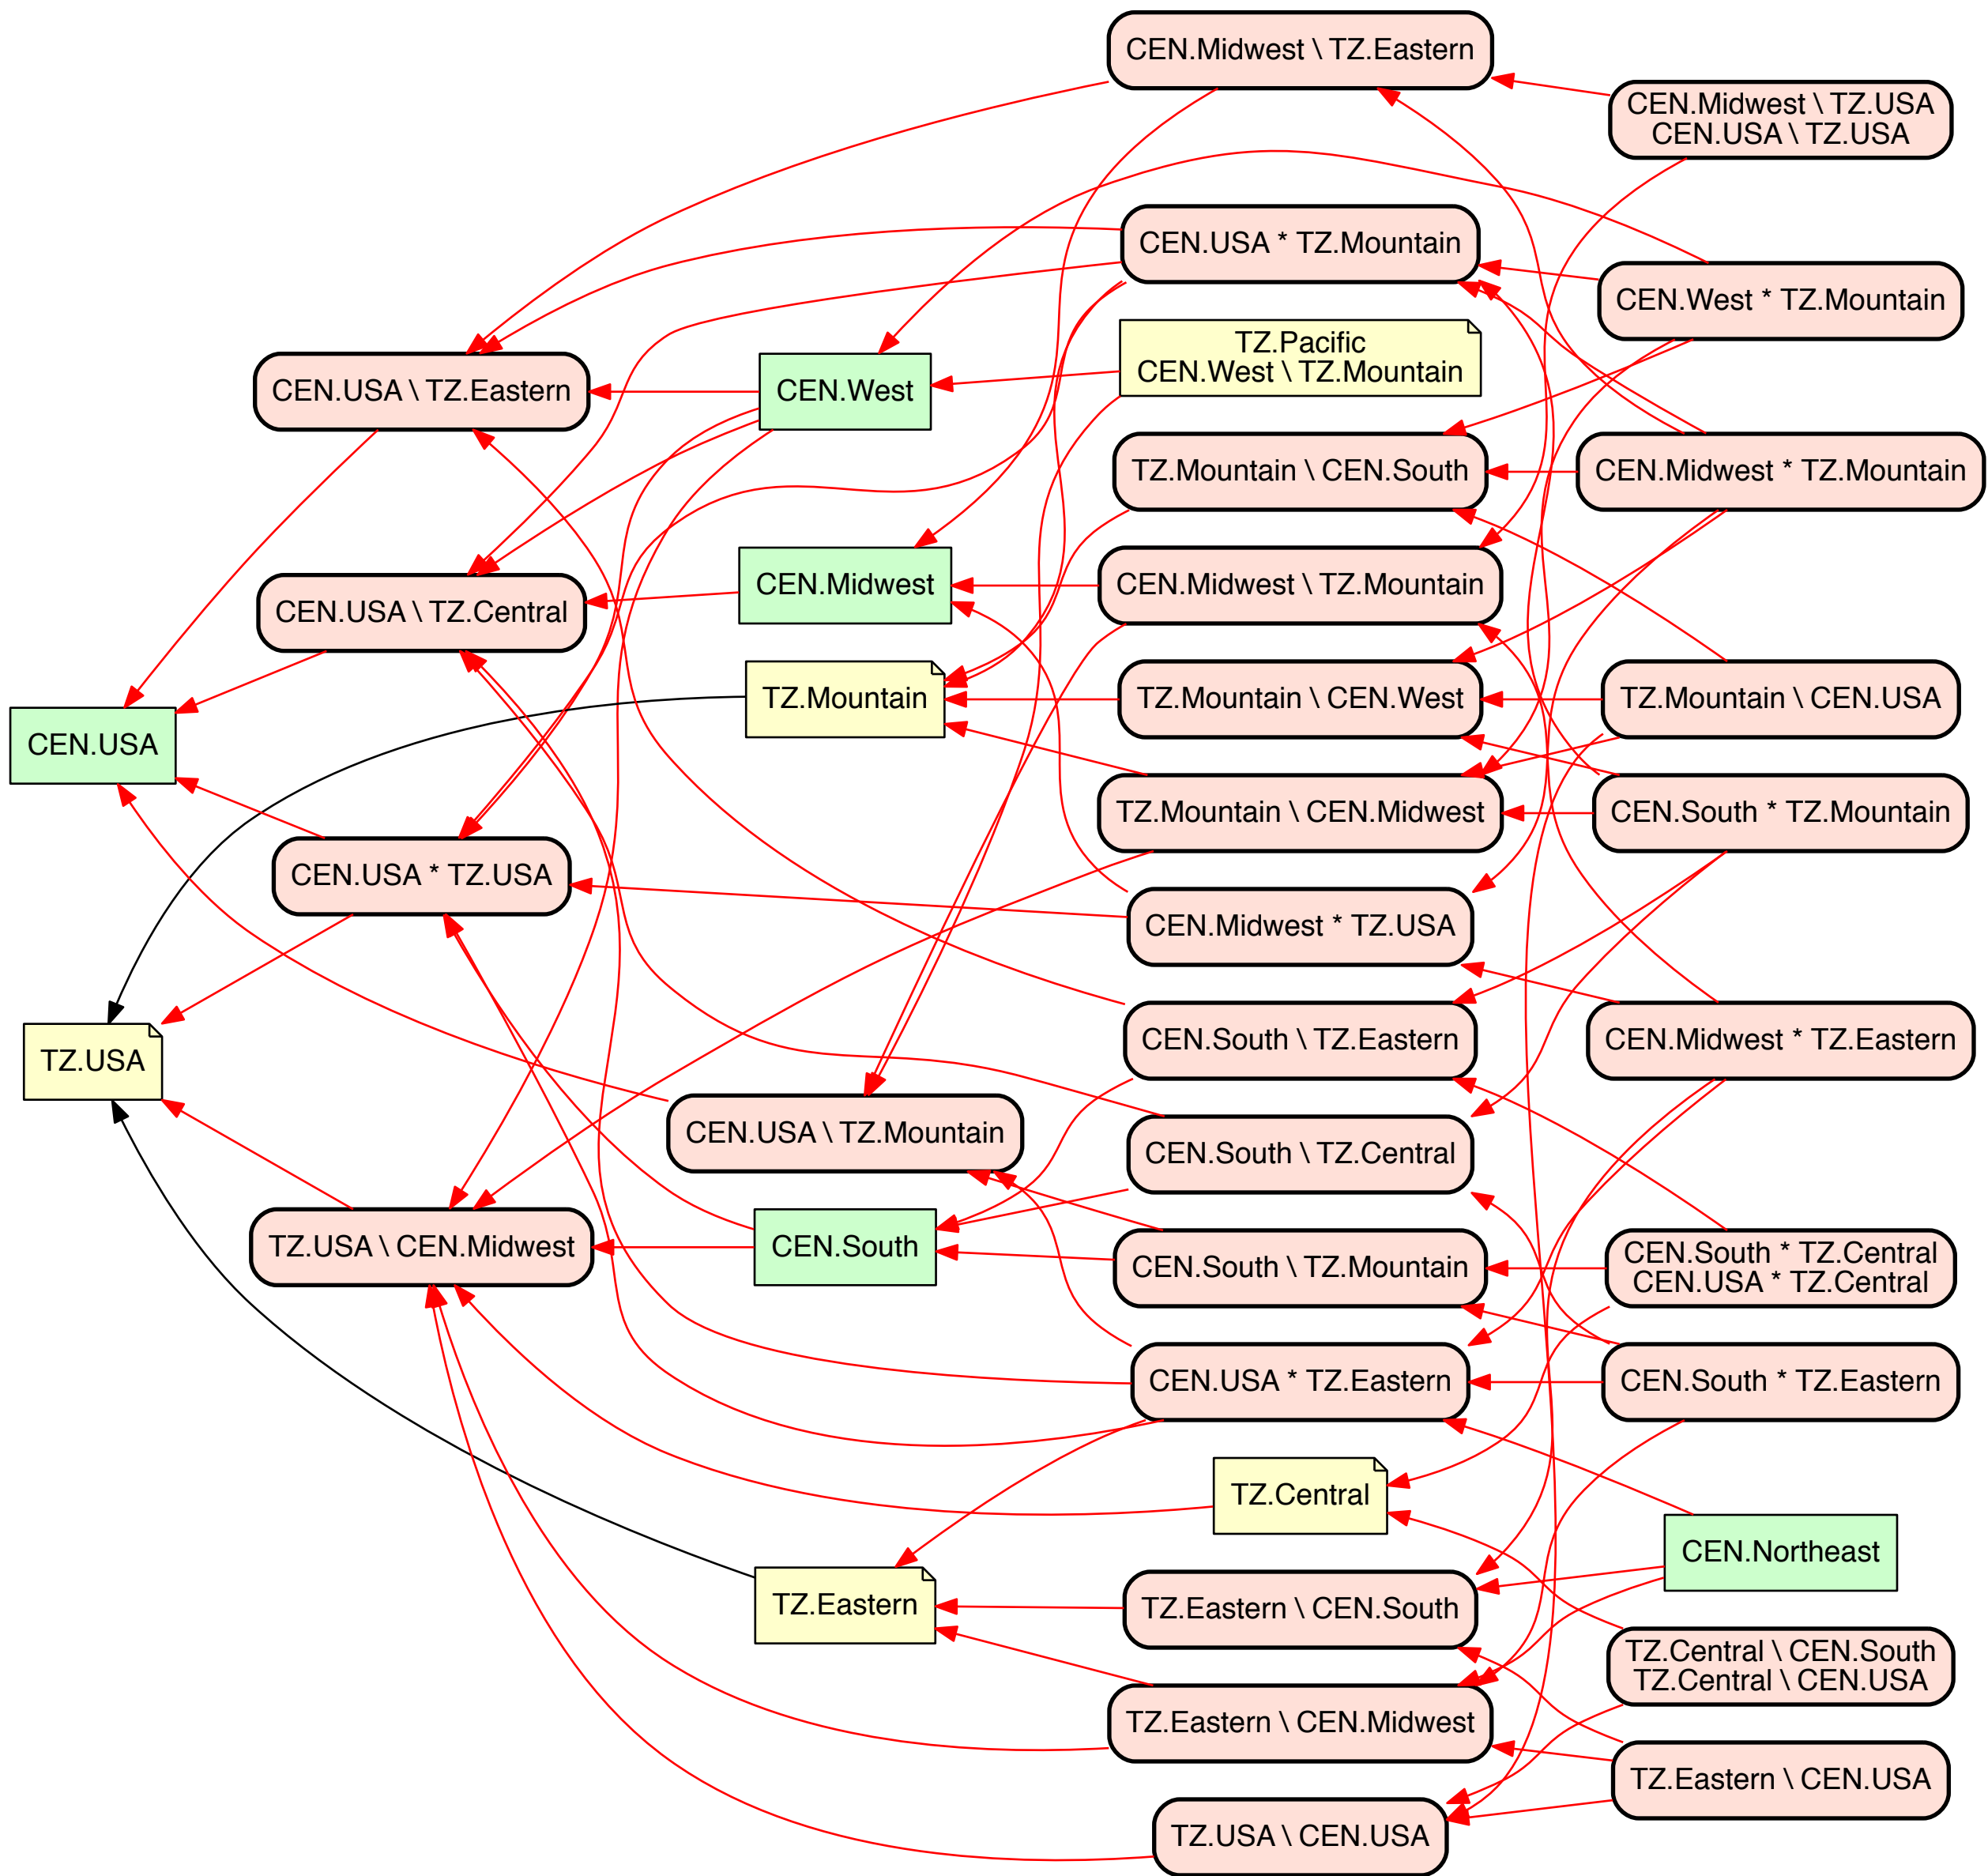 CEN.Midwest \ TZ.Eastern
CEN.Midwest \ TZ.USA
CEN.USA \ TZ.USA
CEN.USA * TZ.Mountain
CEN.West * TZ.Mountain
TZ.Pacific
CEN.West \ TZ.Mountain
CEN.USA \ TZ.Eastern
CEN.West
TZ.Mountain \ CEN.South
CEN.Midwest * TZ.Mountain
CEN.USA \ TZ.Central
CEN.Midwest
CEN.Midwest \ TZ.Mountain
TZ.Mountain
TZ.Mountain \ CEN.West
TZ.Mountain \ CEN.USA
CEN.USA
TZ.Mountain \ CEN.Midwest
CEN.South * TZ.Mountain
CEN.USA * TZ.USA
CEN.Midwest * TZ.USA
TZ.USA
CEN.South \ TZ.Eastern
CEN.Midwest * TZ.Eastern
CEN.USA \ TZ.Mountain
CEN.South \ TZ.Central
TZ.USA \ CEN.Midwest
CEN.South
CEN.South \ TZ.Mountain
CEN.South * TZ.Central
CEN.USA * TZ.Central
CEN.USA * TZ.Eastern
CEN.South * TZ.Eastern
TZ.Central
CEN.Northeast
TZ.Eastern
TZ.Eastern \ CEN.South
TZ.Central \ CEN.South
TZ.Central \ CEN.USA
TZ.Eastern \ CEN.Midwest
TZ.Eastern \ CEN.USA
TZ.USA \ CEN.USA